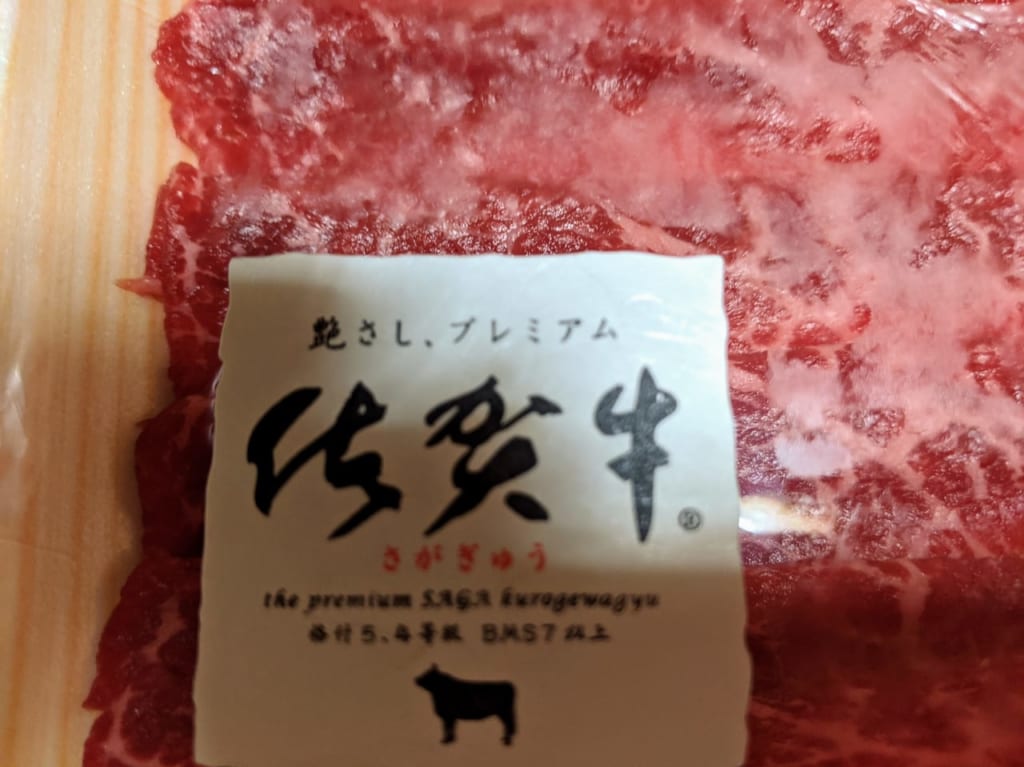 艶さし、プレミアム
佐賀牛®
さがぎゅう
the premium SAGA kurogewagyu
格付5、4等級 BMS7以上